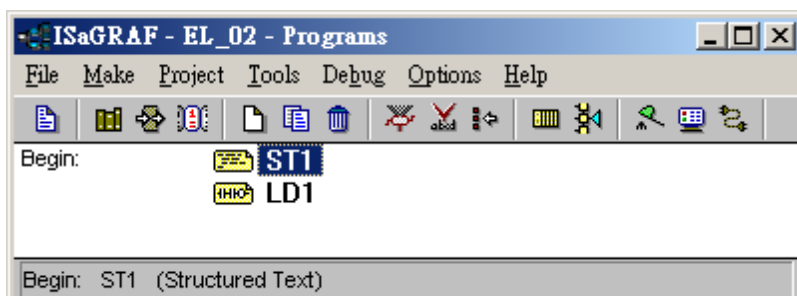 ISaGRAF - EL_02 - Programs
File Make Project Tools Debug Options Help
Begin: ST1
LD1
Begin: ST1 (Structured Text)